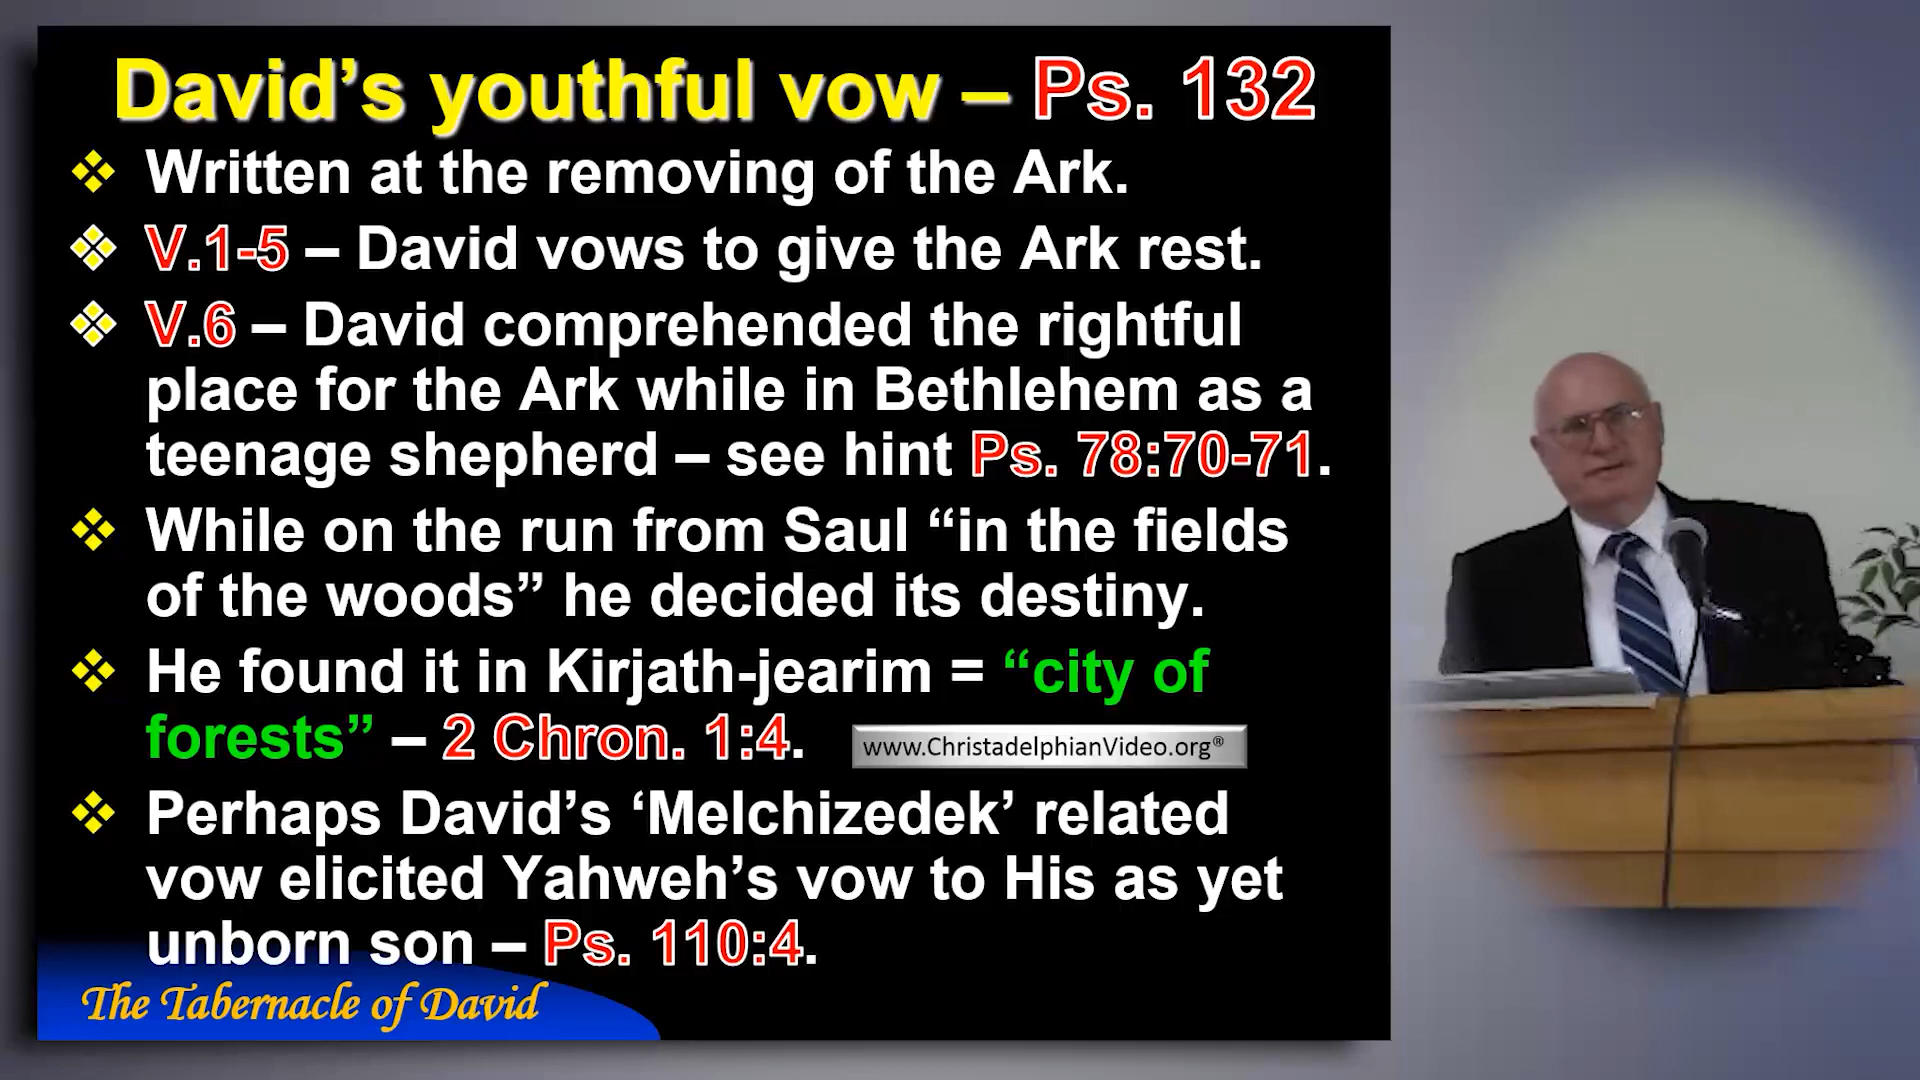 David’s youthful vow – Ps. 132
Written at the removing of the Ark.
V.1-5 – David vows to give the Ark rest.
V.6 – David comprehended the rightful
place for the Ark while in Bethlehem as a
teenage shepherd – see hint Ps. 78:70-71.
While on the run from Saul “in the fields
of the woods” he decided its destiny.
He found it in Kirjath-jearim = “city of
forests” – 2 Chron. 1:4.
www.ChristadelphianVideo.org®
Perhaps David’s ‘Melchizedek’ related
vow elicited Yahweh’s vow to His as yet
unborn son – Ps. 110:4.
The Tabernacle of David